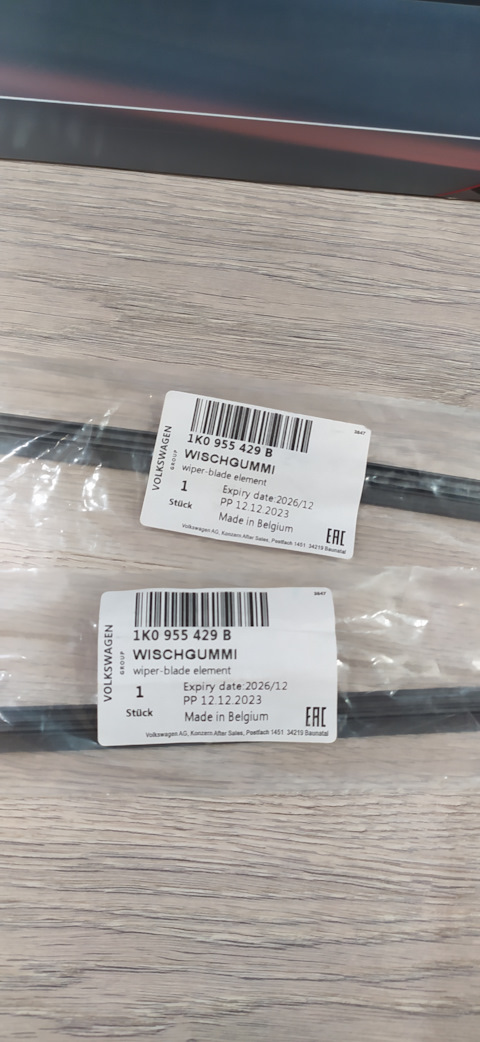 3847
1K0 955 429 B
WISCHGUMMI
wiper-blade element
VOLKSWAGEN
GROUP
1
Stück
Expiry date:2026/12
PP 12.12.2023
Made in Belgium
EAC
Volkswagen AG, Konzern After Sales, Postfach 1451 34219 Baunatal
3847
1K0 955 429 B
WISCHGUMMI
wiper-blade element
VOLKSWAGEN
GROUP
1
Stück
Expiry date:2026/12
PP 12.12.2023
Made in Belgium
EAC
Volkswagen AG, Konzern After Sales, Postfach 1451 34219 Baunatal